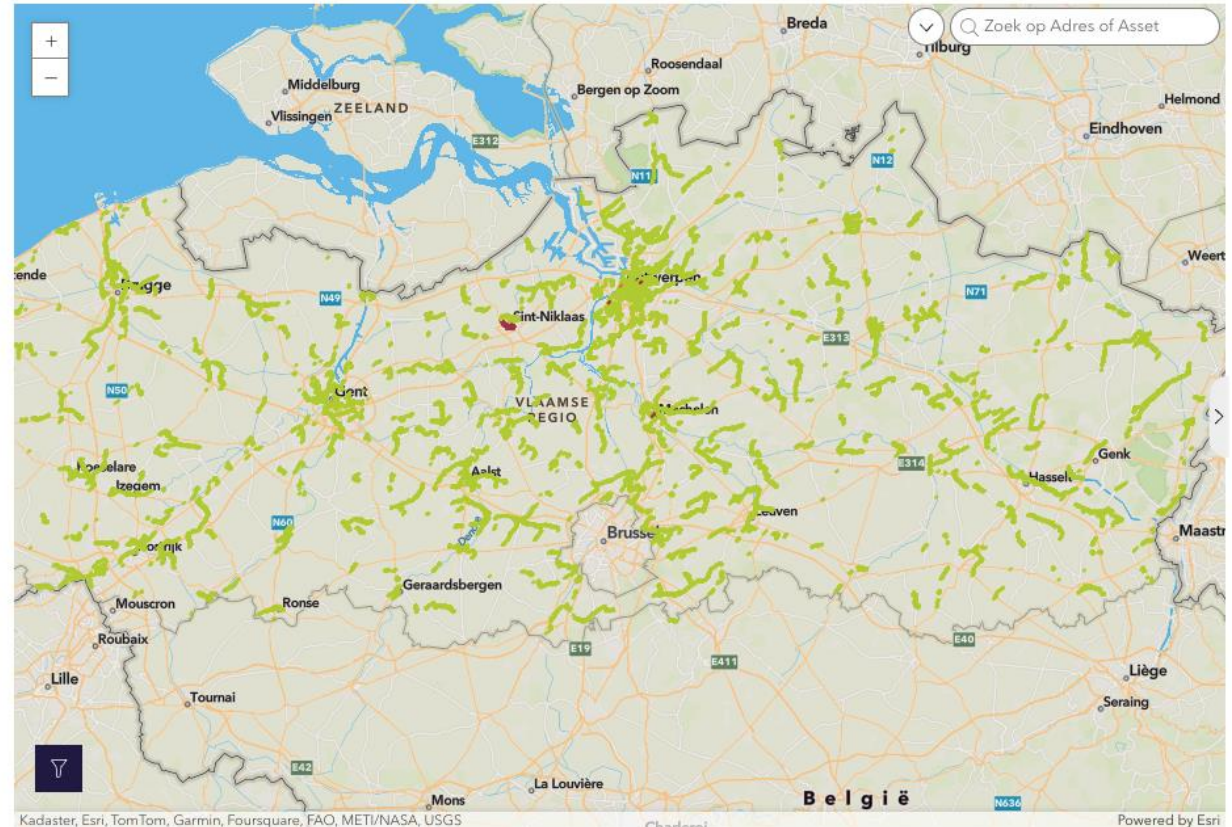 +
−
Zoek op Adres of Asset
Breda
Tilburg
Roosendaal
Middelburg
Bergen op Zoom
ZEELAND
Vlissingen
Helmond
Eindhoven
E312
N12
N11
Weert
N49
N71
Sint-Niklaas
E313
N50
Gent
VLAAMSE
REGIO
Mechelen
Genk
E314
Izegem
Aalst
Hasselt
N60
Leuven
Brussel
Maastr
Geraardsbergen
Mouscron
Ronse
Roubaix
E19
E40
E411
Lille
Liège
Tournai
Seraing
E42
La Louvière
België
Mons
N636
Kadaster, Esri, TomTom, Garmin, Foursquare, FAO, METI/NASA, USGS
Powered by Esri